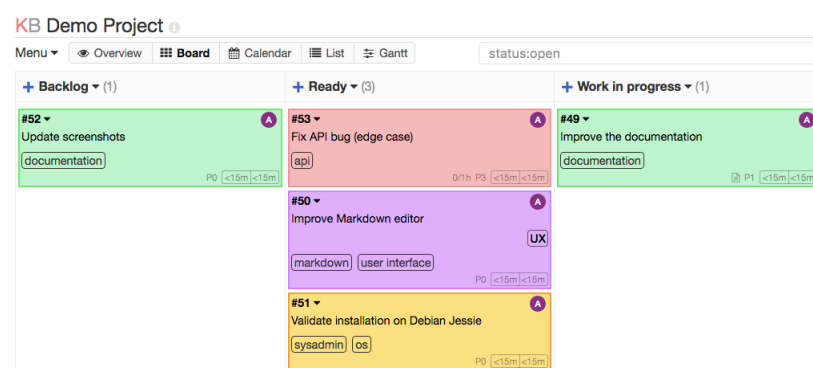 KB Demo Project
Menu Overview Board Calendar List Gantt status:open
+ Backlog (1)
#52 A
Update screenshots
documentation
P0 <15m <15m
+ Ready (3)
#53 A
Fix API bug (edge case)
api
0/1h P3 <15m <15m
#50 A
Improve Markdown editor
UX
markdown user interface
P0 <15m <15m
#51 A
Validate installation on Debian Jessie
sysadmin os
P0 <15m <15m
+ Work in progress (1)
#49 A
Improve the documentation
documentation
P1 <15m <15m